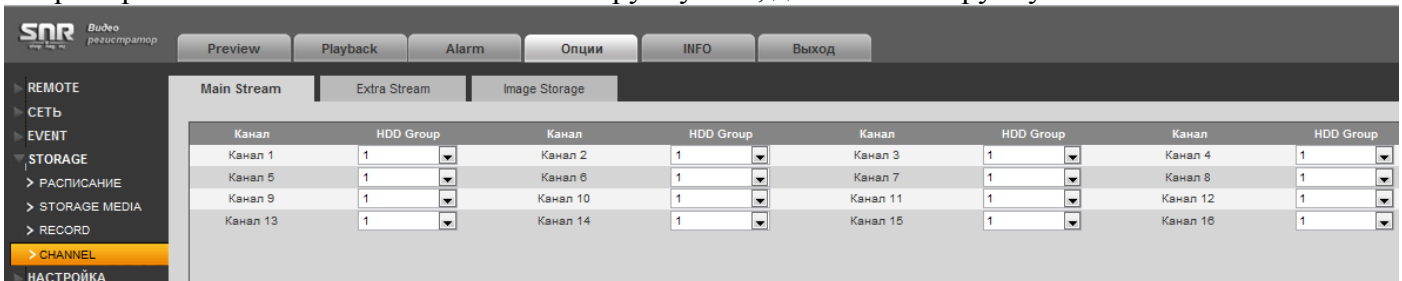 SNR
Видео
регистратор
Preview Playback Alarm Опции INFO Выход
REMOTE
СЕТЬ
EVENT
STORAGE
РАСПИСАНИЕ
STORAGE MEDIA
RECORD
CHANNEL
НАСТРОЙКА
Main Stream Extra Stream Image Storage
Канал HDD Group Канал HDD Group Канал HDD Group Канал HDD Group
Канал 1 1 Канал 2 1 Канал 3 1 Канал 4 1
Канал 5 1 Канал 6 1 Канал 7 1 Канал 8 1
Канал 9 1 Канал 10 1 Канал 11 1 Канал 12 1
Канал 13 1 Канал 14 1 Канал 15 1 Канал 16 1